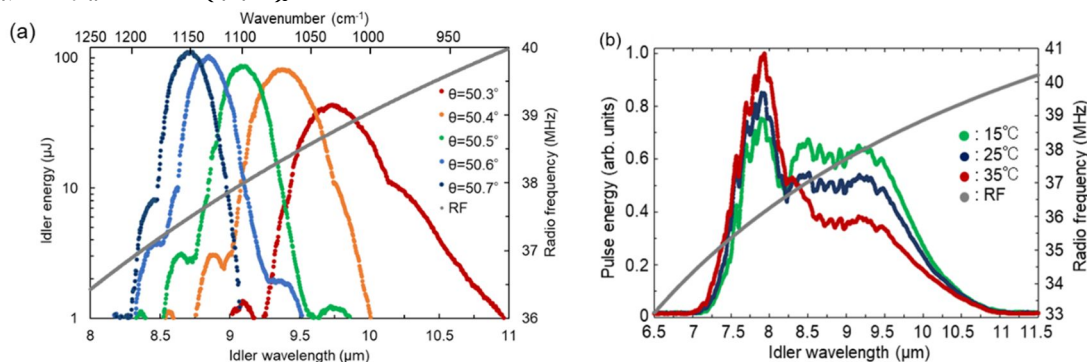 (a)
Wavenumber (cm⁻¹)
1250 1200 1150 1100 1050 1000 950
100
10
1
Idler energy (µJ)
θ=50.3°
θ=50.4°
θ=50.5°
θ=50.6°
θ=50.7°
RF
40
39
38
37
36
Radio frequency (MHz)
8 8.5 9 9.5 10 10.5 11
Idler wavelength (µm)
(b)
1.0
0.8
0.6
0.4
0.2
0
Pulse energy (arb. units)
: 15℃
: 25℃
: 35℃
: RF
41
40
39
38
37
36
35
34
33
Radio frequency (MHz)
6.5 7 7.5 8 8.5 9 9.5 10 10.5 11 11.5
Idler wavelength (µm)